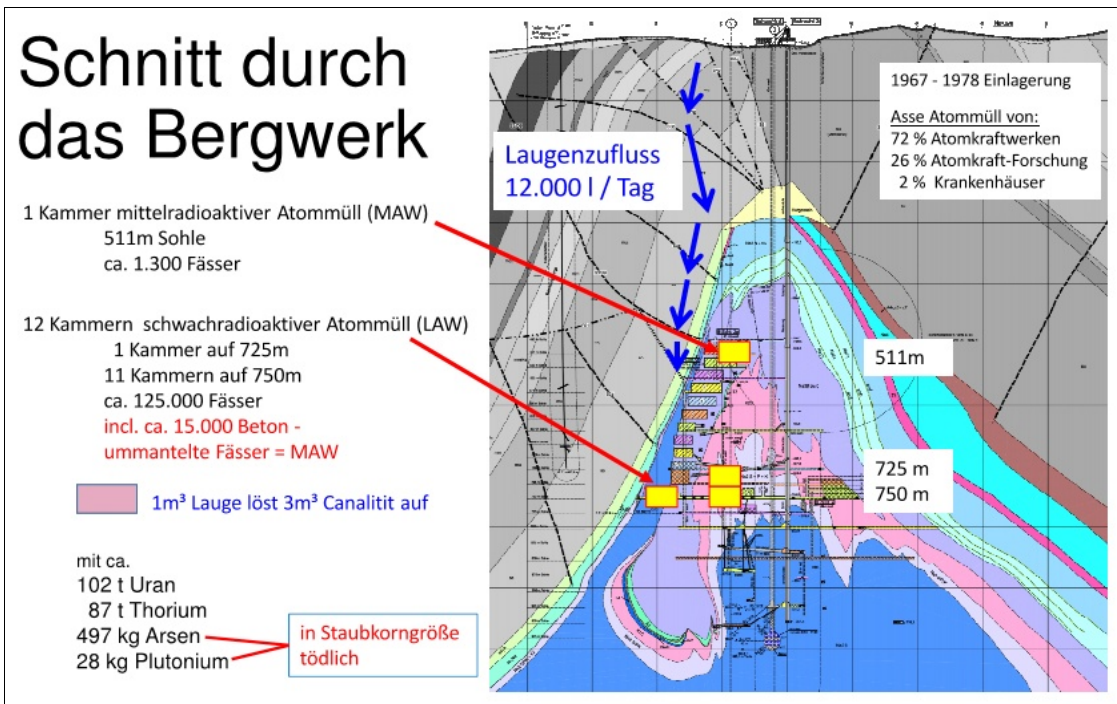 Schnitt durch
das Bergwerk
1 Kammer mittelradioaktiver Atommüll (MAW)
511m Sohle
ca. 1.300 Fässer
12 Kammern schwachradioaktiver Atommüll (LAW)
1 Kammer auf 725m
11 Kammern auf 750m
ca. 125.000 Fässer
incl. ca. 15.000 Beton -
ummantelte Fässer = MAW
1m³ Lauge löst 3m³ Canalitit auf
mit ca.
102 t Uran
87 t Thorium
497 kg Arsen
28 kg Plutonium
in Staubkorngröße
tödlich
Laugenzufluss
12.000 l / Tag
1967 - 1978 Einlagerung
Asse Atommüll von:
72 % Atomkraftwerken
26 % Atomkraft-Forschung
2 % Krankenhäuser
511m
725 m
750 m